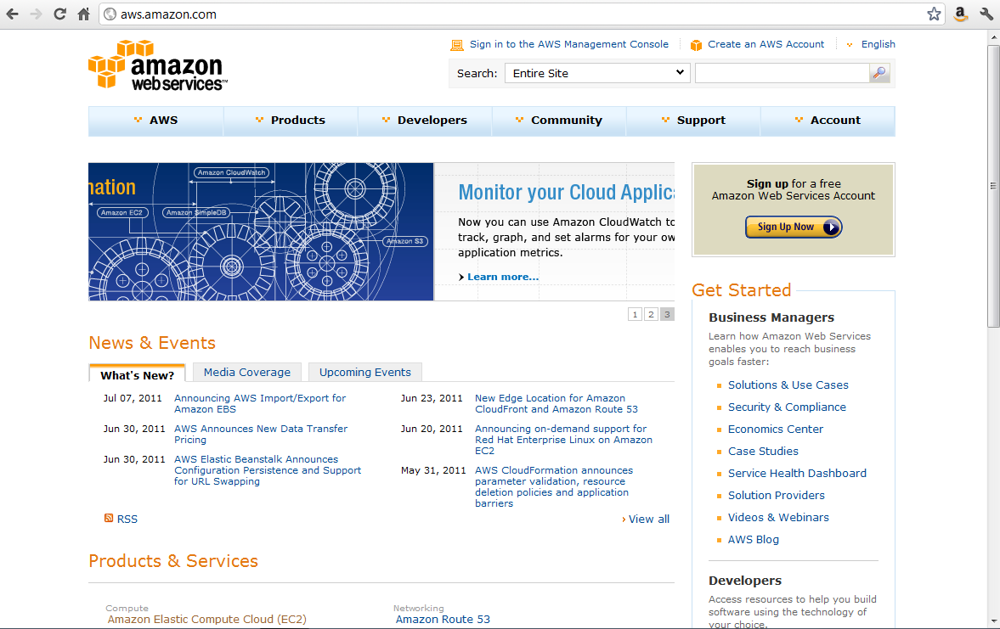 aws.amazon.com
Sign in to the AWS Management Console
Create an AWS Account
English
amazon
web services™
Search:
Entire Site
AWS
Products
Developers
Community
Support
Account
nation
Amazon CloudWatch
Amazon EC2
Amazon SimpleDB
Amazon S3
Monitor your Cloud Applic
Now you can use Amazon CloudWatch to
track, graph, and set alarms for your ow
application metrics.
Learn more...
1 2 3
Sign up for a free
Amazon Web Services Account
Sign Up Now
News & Events
What's New?
Media Coverage
Upcoming Events
Jul 07, 2011 Announcing AWS Import/Export for
Amazon EBS
Jun 30, 2011 AWS Announces New Data Transfer
Pricing
Jun 30, 2011 AWS Elastic Beanstalk Announces
Configuration Persistence and Support
for URL Swapping
Jun 23, 2011 New Edge Location for Amazon
CloudFront and Amazon Route 53
Jun 20, 2011 Announcing on-demand support for
Red Hat Enterprise Linux on Amazon
EC2
May 31, 2011 AWS CloudFormation announces
parameter validation, resource
deletion policies and application
barriers
RSS
View all
Products & Services
Compute
Amazon Elastic Compute Cloud (EC2)
Networking
Amazon Route 53
Get Started
Business Managers
Learn how Amazon Web Services
enables you to reach business
goals faster:
Solutions & Use Cases
Security & Compliance
Economics Center
Case Studies
Service Health Dashboard
Solution Providers
Videos & Webinars
AWS Blog
Developers
Access resources to help you build
software using the technology of
your choice.